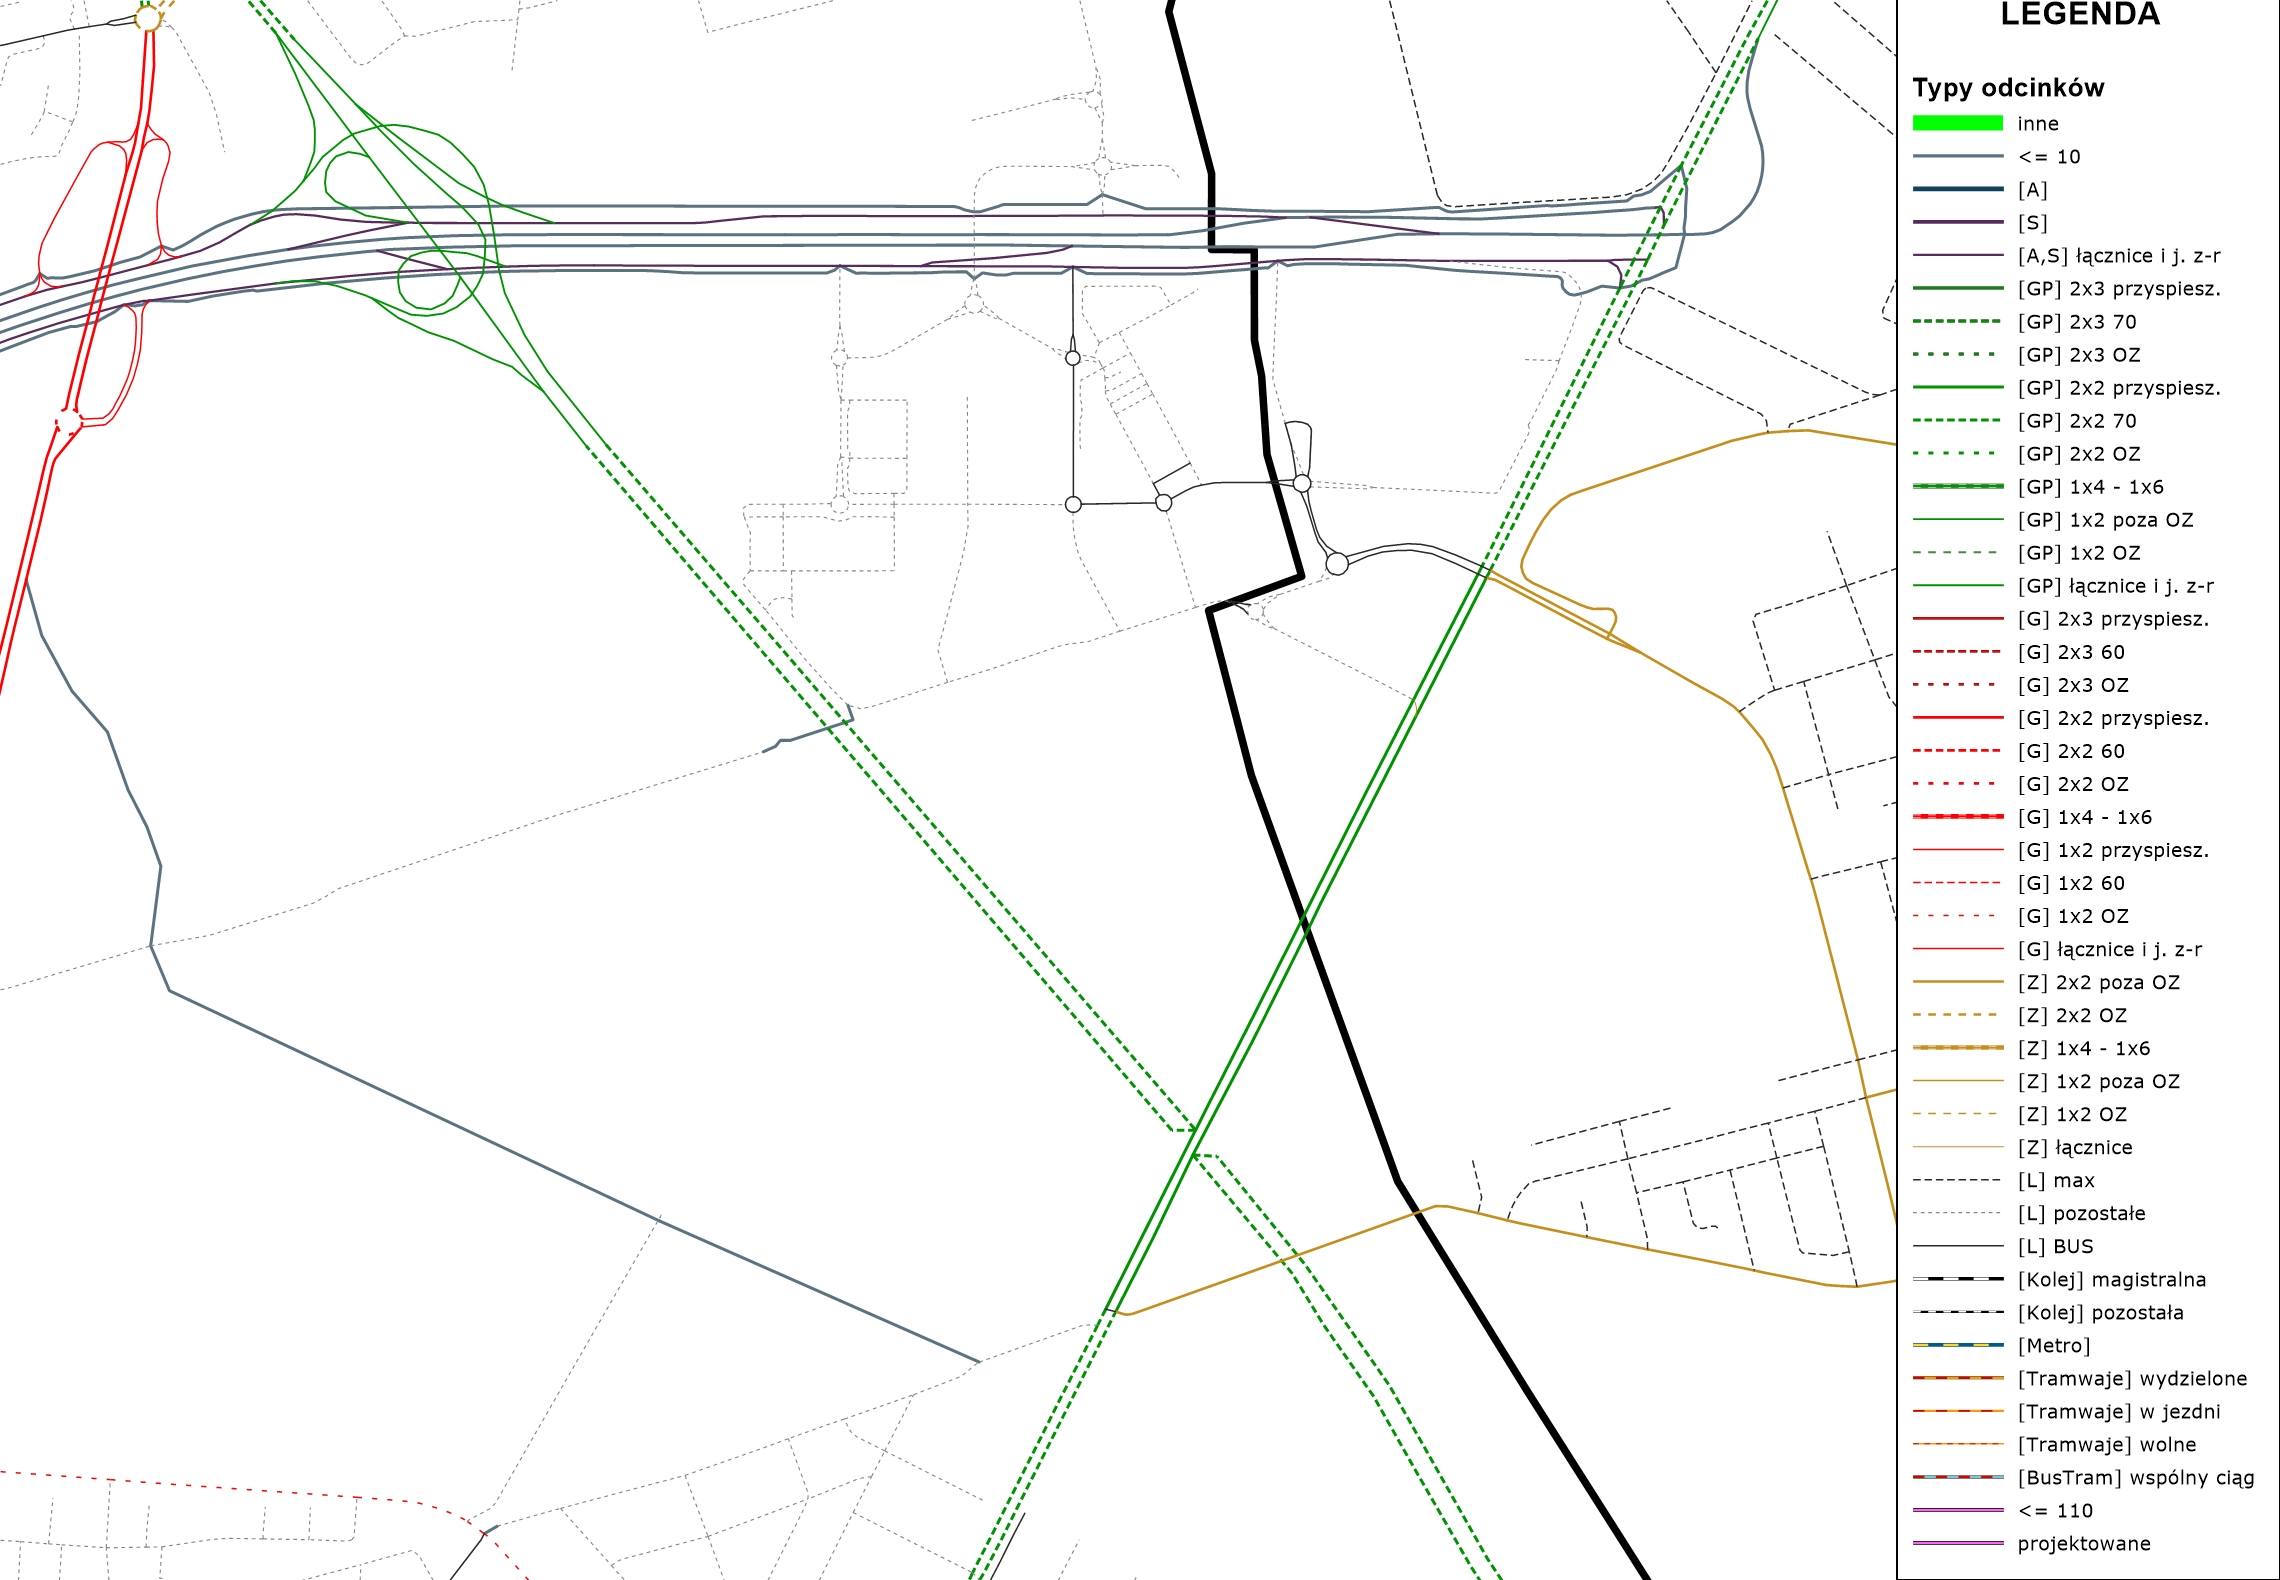 LEGENDA
Typy odcinków
inne
<= 10
[A]
[S]
[A,S] łącznice i j. z-r
[GP] 2x3 przyspiesz.
[GP] 2x3 70
[GP] 2x3 OZ
[GP] 2x2 przyspiesz.
[GP] 2x2 70
[GP] 2x2 OZ
[GP] 1x4 - 1x6
[GP] 1x2 poza OZ
[GP] 1x2 OZ
[GP] łącznice i j. z-r
[G] 2x3 przyspiesz.
[G] 2x3 60
[G] 2x3 OZ
[G] 2x2 przyspiesz.
[G] 2x2 60
[G] 2x2 OZ
[G] 1x4 - 1x6
[G] 1x2 przyspiesz.
[G] 1x2 60
[G] 1x2 OZ
[G] łącznice i j. z-r
[Z] 2x2 poza OZ
[Z] 2x2 OZ
[Z] 1x4 - 1x6
[Z] 1x2 poza OZ
[Z] 1x2 OZ
[Z] łącznice
[L] max
[L] pozostałe
[L] BUS
[Kolej] magistralna
[Kolej] pozostała
[Metro]
[Tramwaje] wydzielone
[Tramwaje] w jezdni
[Tramwaje] wolne
[BusTram] wspólny ciąg
<= 110
projektowane